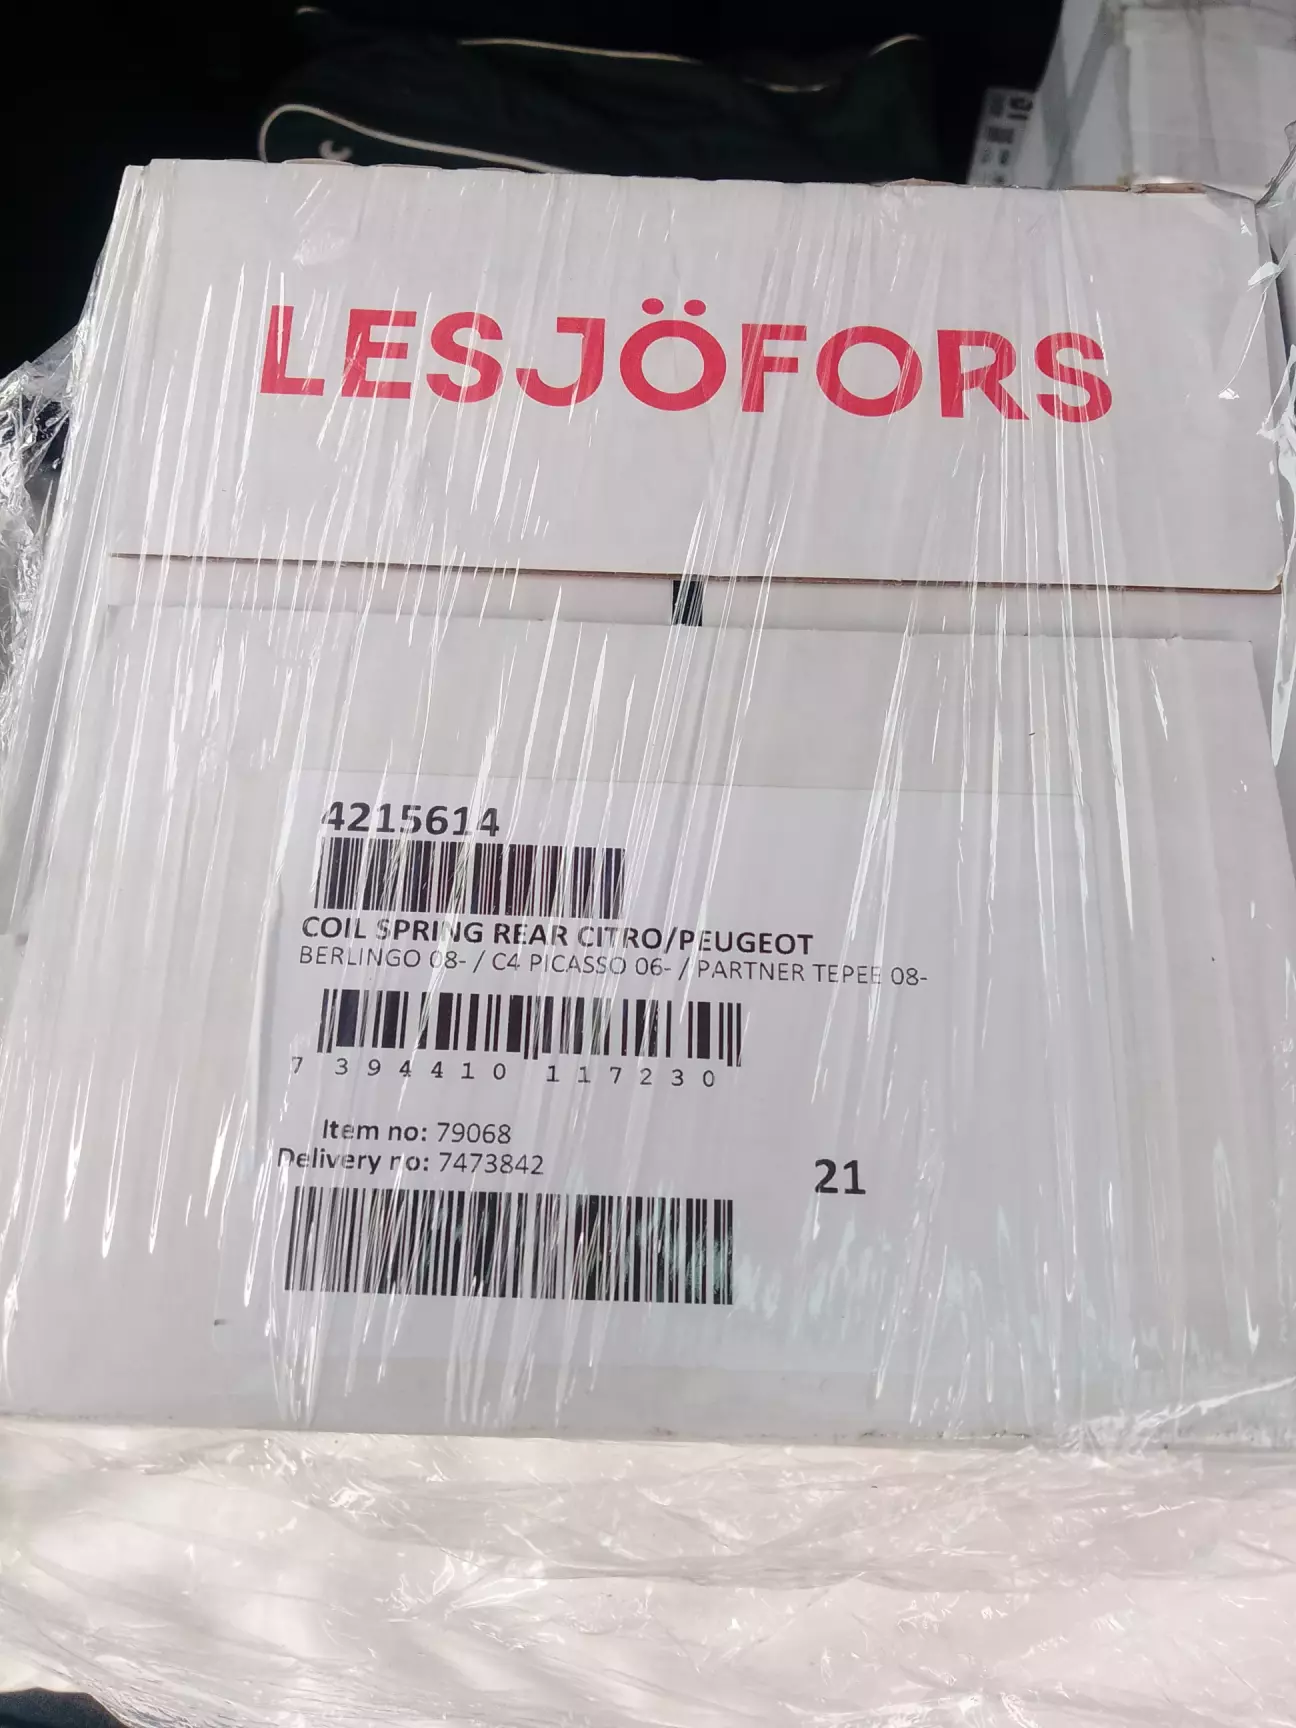 LESJÖFORS
4215614
COIL SPRING REAR CITRO/PEUGEOT
BERLINGO 08- / C4 PICASSO 06- / PARTNER TEPEE 08-
7 394410 117230
Item no: 79068
Delivery no: 7473842
21